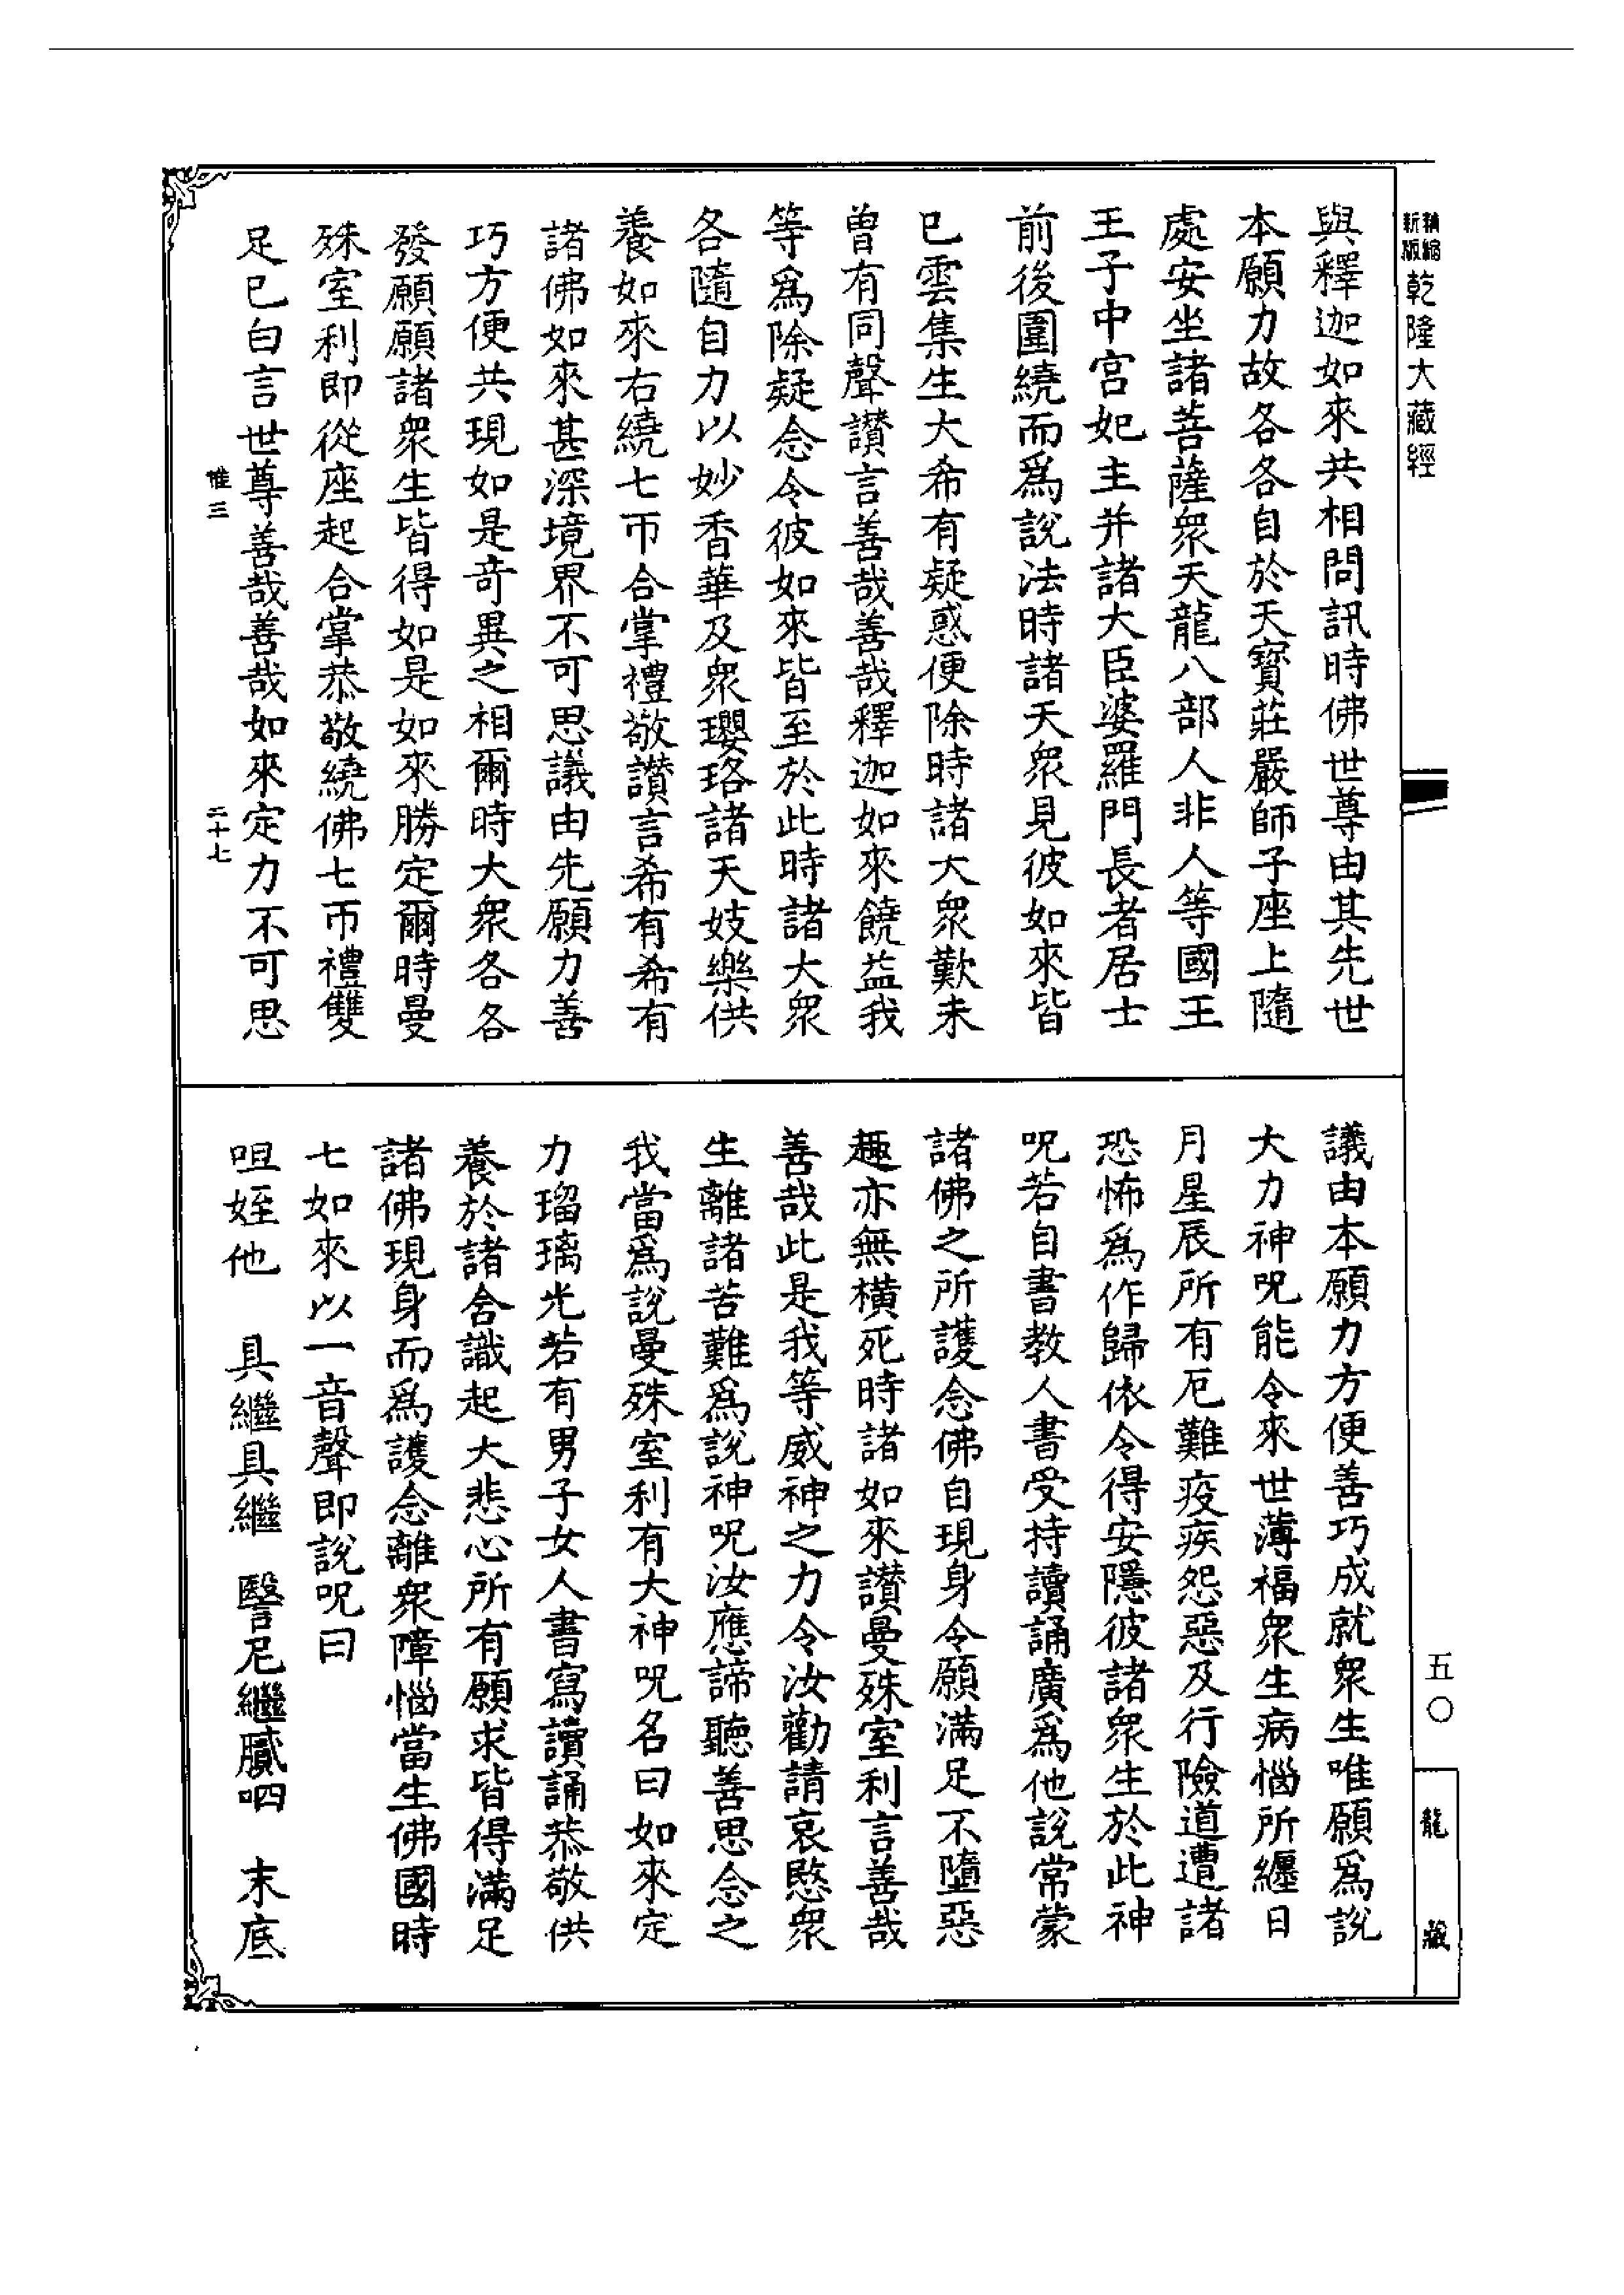 精縮新版乾隆大藏經
與釋迦如來共相問訊時佛世尊由其先世
本願力故各各自於天寳莊嚴師子座上隨
處安坐諸菩薩衆天龍八部人非人等國王
王子中宫妃主并諸大臣婆羅門長者居士
前後圍繞而爲說法時諸天衆見彼如來皆
已雲集生大希有疑惑便除時諸大衆歎未
曾有同聲讃言善哉善哉釋迦如來饒益我
等爲除疑念令彼如來皆至於此時諸大衆
各隨自力以妙香華及衆瓔珞諸天妓樂供
養如來右繞七帀合掌禮敬讃言希有希有
諸佛如來甚深境界不可思議由先願力善
巧方便共現如是竒異之相爾時大衆各各
發願願諸衆生皆得如是如來勝定爾時曼
殊室利即從座起合掌恭敬繞佛七帀禮雙
足已白言世尊善哉善哉如來定力不可思
惟三 二十七
議由本願力方便善巧成就衆生唯願爲說
大力神呪能令來世薄福衆生病惱所纏日
月星辰所有厄難疫疾怨惡及行險道遭諸
恐怖爲作歸依令得安隱彼諸衆生於此神
呪若自書教人書受持讀誦廣爲他說常蒙
諸佛之所護念佛自現身令願滿足不墮惡
趣亦無橫死時諸如來讃曼殊室利言善哉
善哉此是我等威神之力令汝勸請哀愍衆
生離諸苦難爲說神呪汝應諦聽善思念之
我當爲說曼殊室利有大神呪名曰如來定
力瑠璃光若有男子女人書寫讀誦恭敬供
養於諸含識起大悲心所有願求皆得滿足
諸佛現身而爲護念離衆障惱當生佛國時
七如來以一音聲即說呪曰
呾姪他 具繼具繼 謦尼繼膩呬 末底
五〇
龍藏